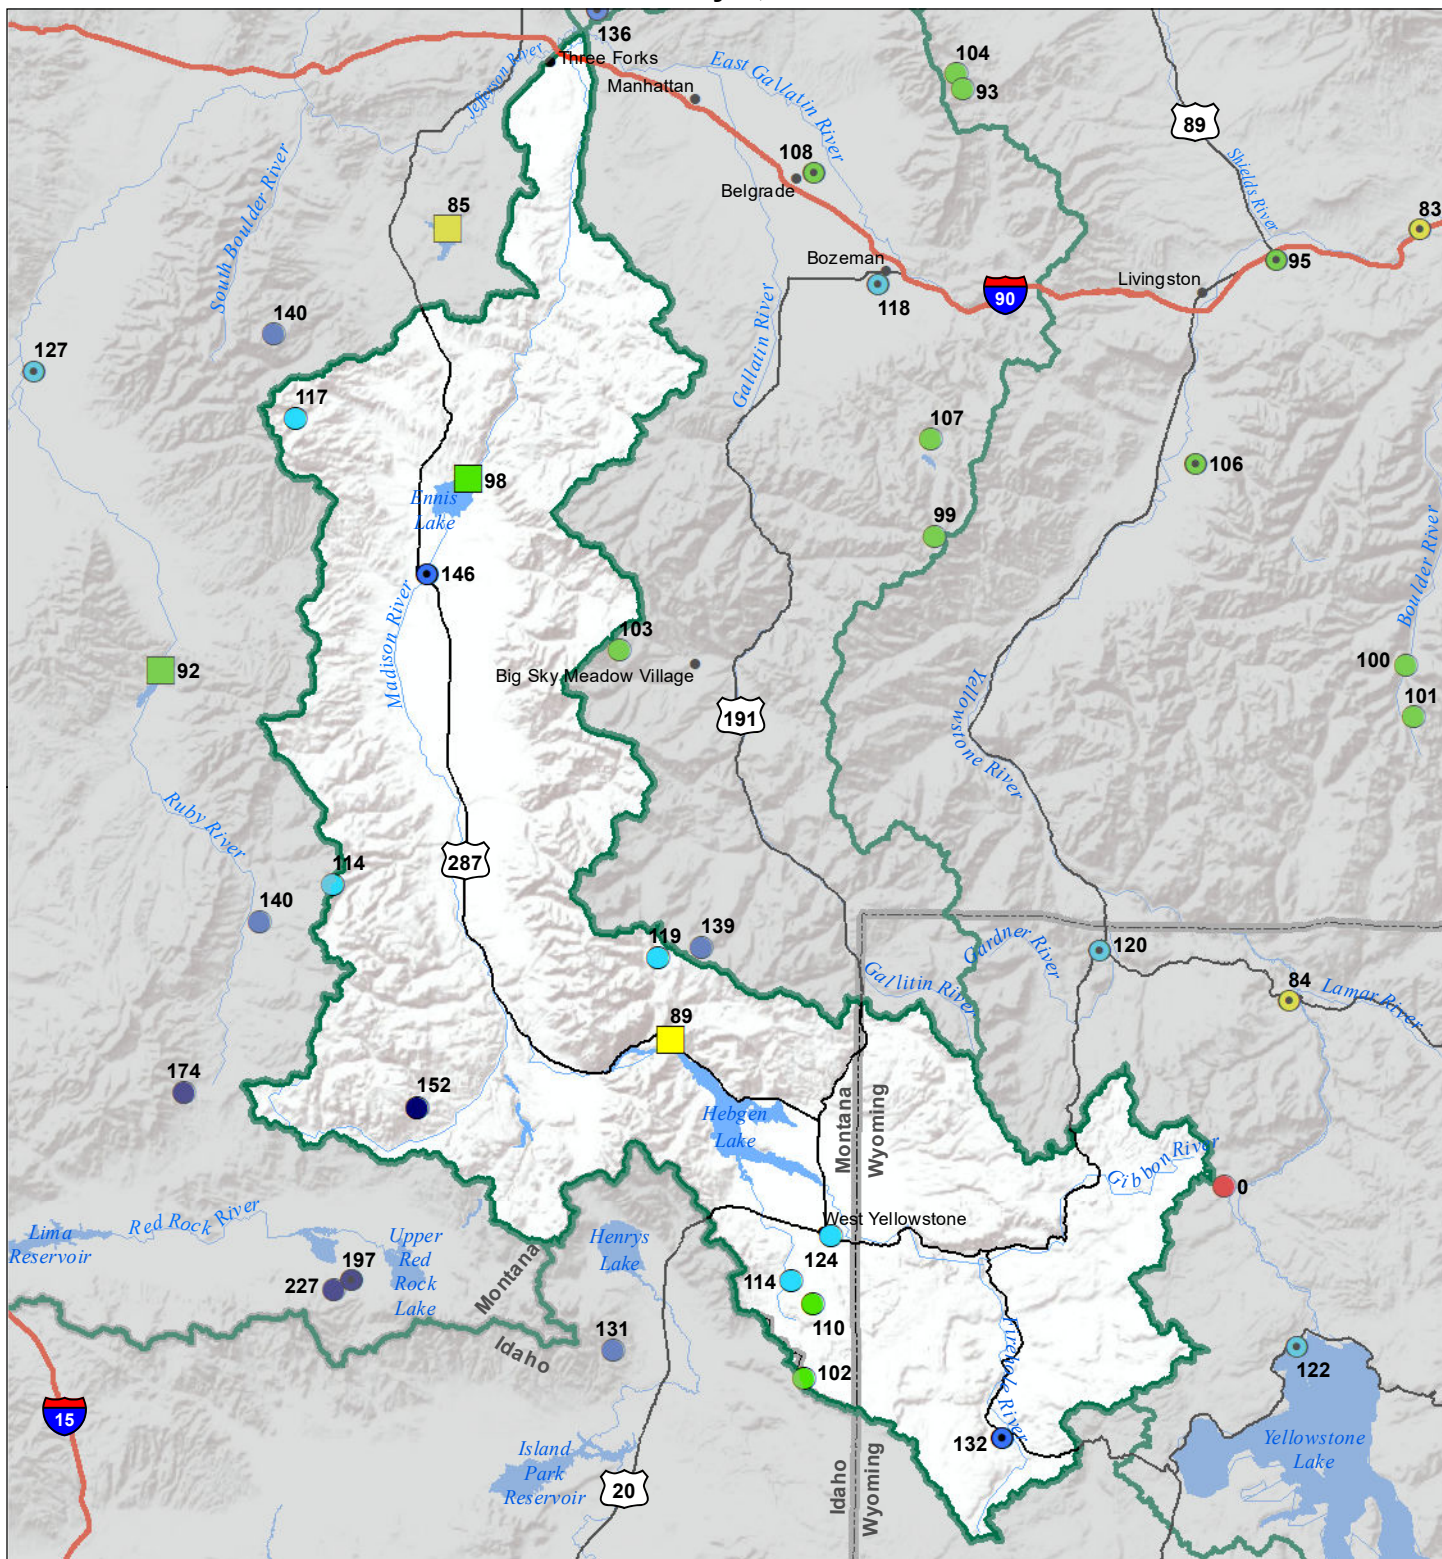 136
104
Three Forks
Jefferson River
East Gallatin River
93
Manhattan
89
108
Shields River
Belgrade
South Boulder River
85
83
Bozeman
95
Livingston
90
118
140
127
Gallatin River
117
107
106
98
Ennis
Lake
99
Boulder River
146
Madison River
103
100
92
Big Sky Meadow Village
101
191
Yellowstone River
Ruby River
287
114
140
139
119
Gardner River
120
Gallitin River
84
Lamar River
89
174
152
Hebgen
Lake
Montana
Wyoming
Gibbon River
0
Red Rock River
West Yellowstone
Lima
Reservoir
Upper
Red
Rock
Lake
Henrys
Lake
Montana
124
197
227
114
110
131
Idaho
Firehole River
102
122
15
132
Yellowstone
Lake
Island
Park
Reservoir
20
Idaho
Wyoming